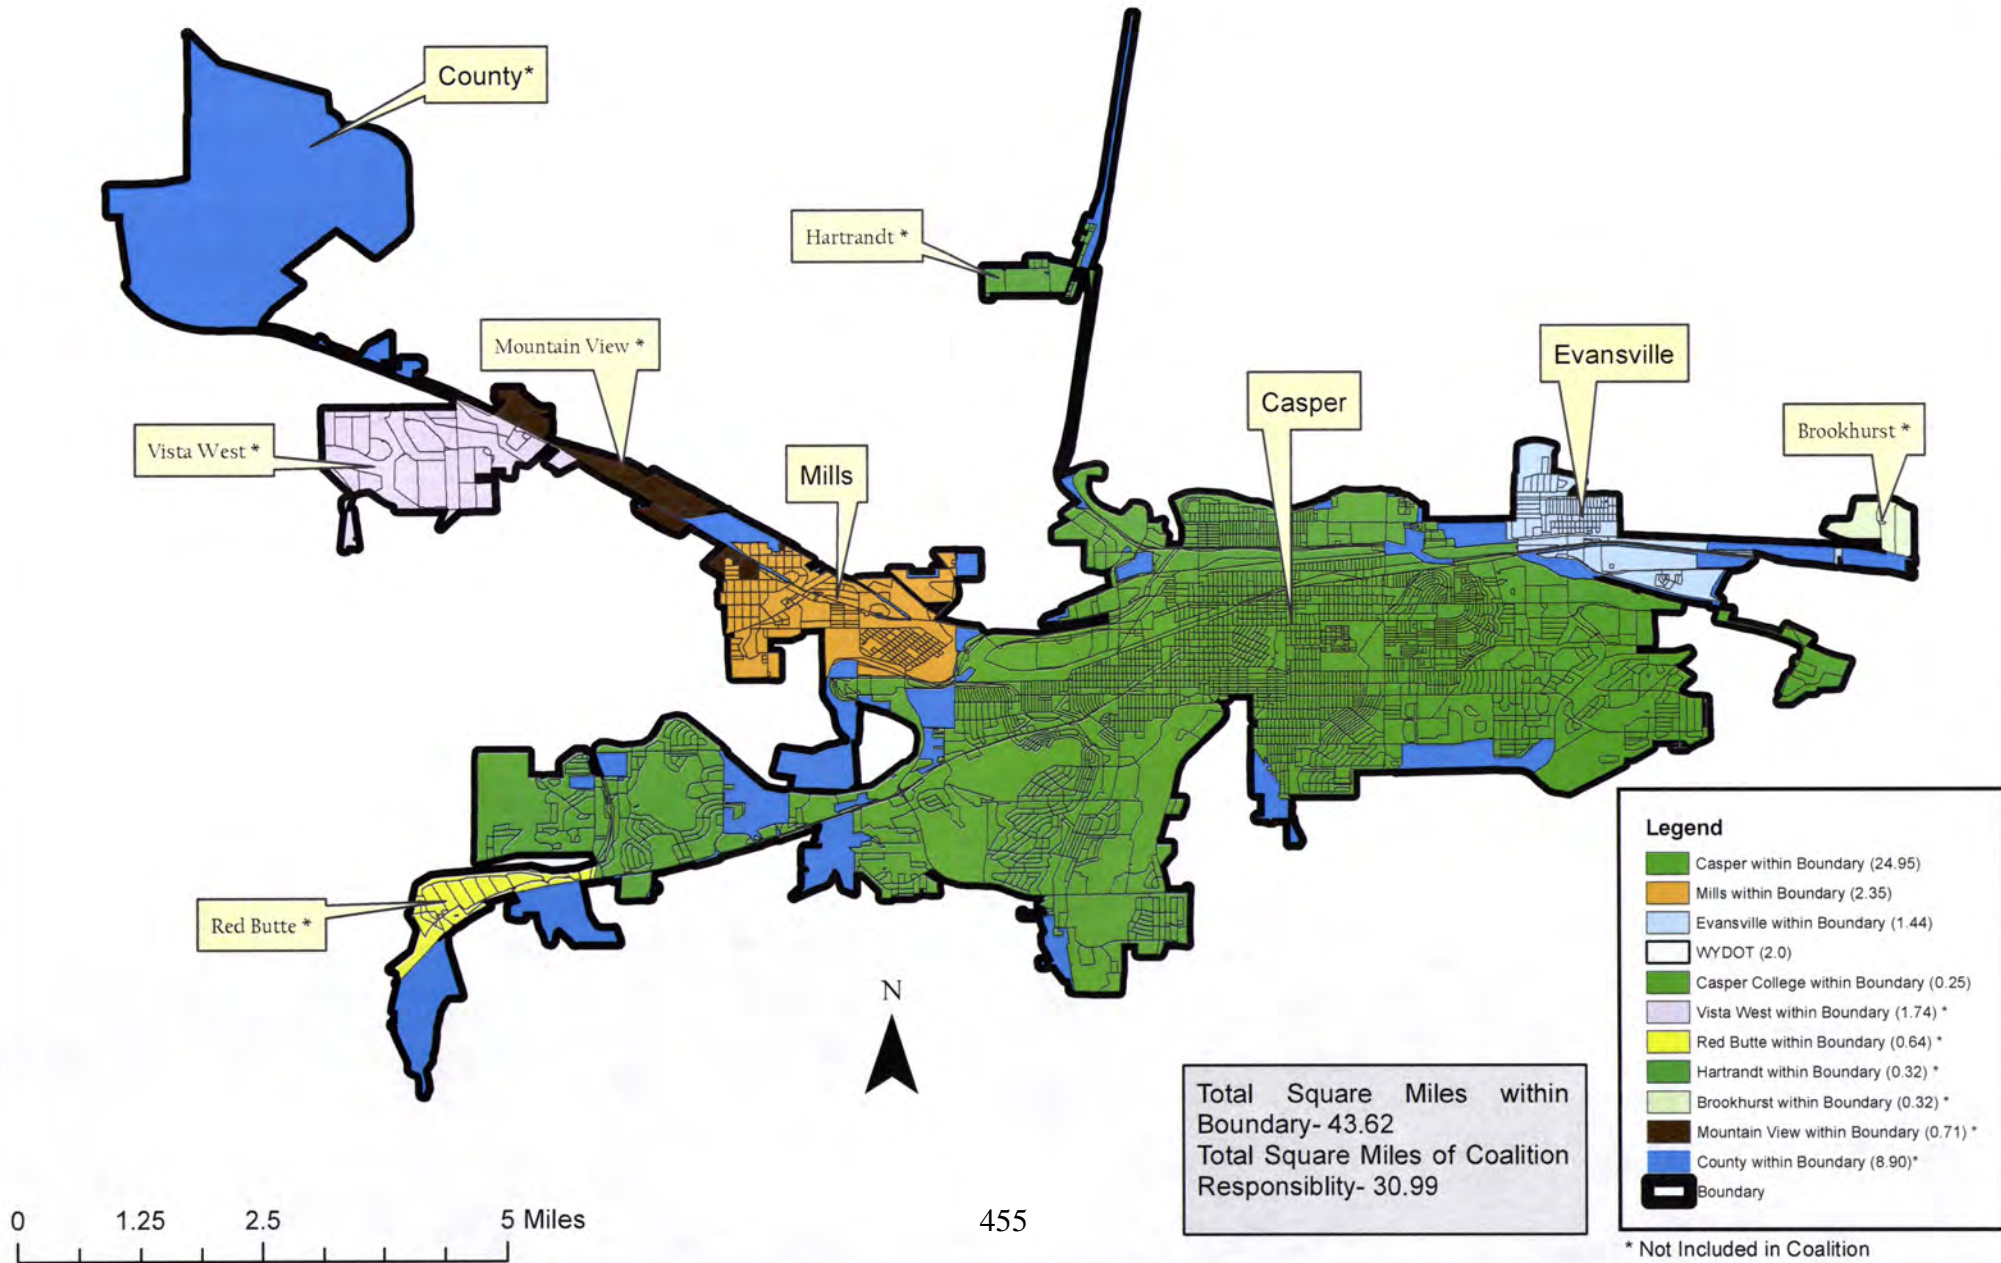 County*
Hartrandt *
Mountain View *
Evansville
Casper
Brookhurst *
Vista West *
Mills
Red Butte *
N
Legend
Casper within Boundary (24.95)
Mills within Boundary (2.35)
Evansville within Boundary (1.44)
WYDOT (2.0)
Casper College within Boundary (0.25)
Vista West within Boundary (1.74) *
Red Butte within Boundary (0.64) *
Hartrandt within Boundary (0.32) *
Brookhurst within Boundary (0.32) *
Mountain View within Boundary (0.71) *
County within Boundary (8.90)*
Boundary
* Not Included in Coalition
Total Square Miles within
Boundary- 43.62
Total Square Miles of Coalition
Responsiblity- 30.99
0 1.25 2.5 5 Miles
455